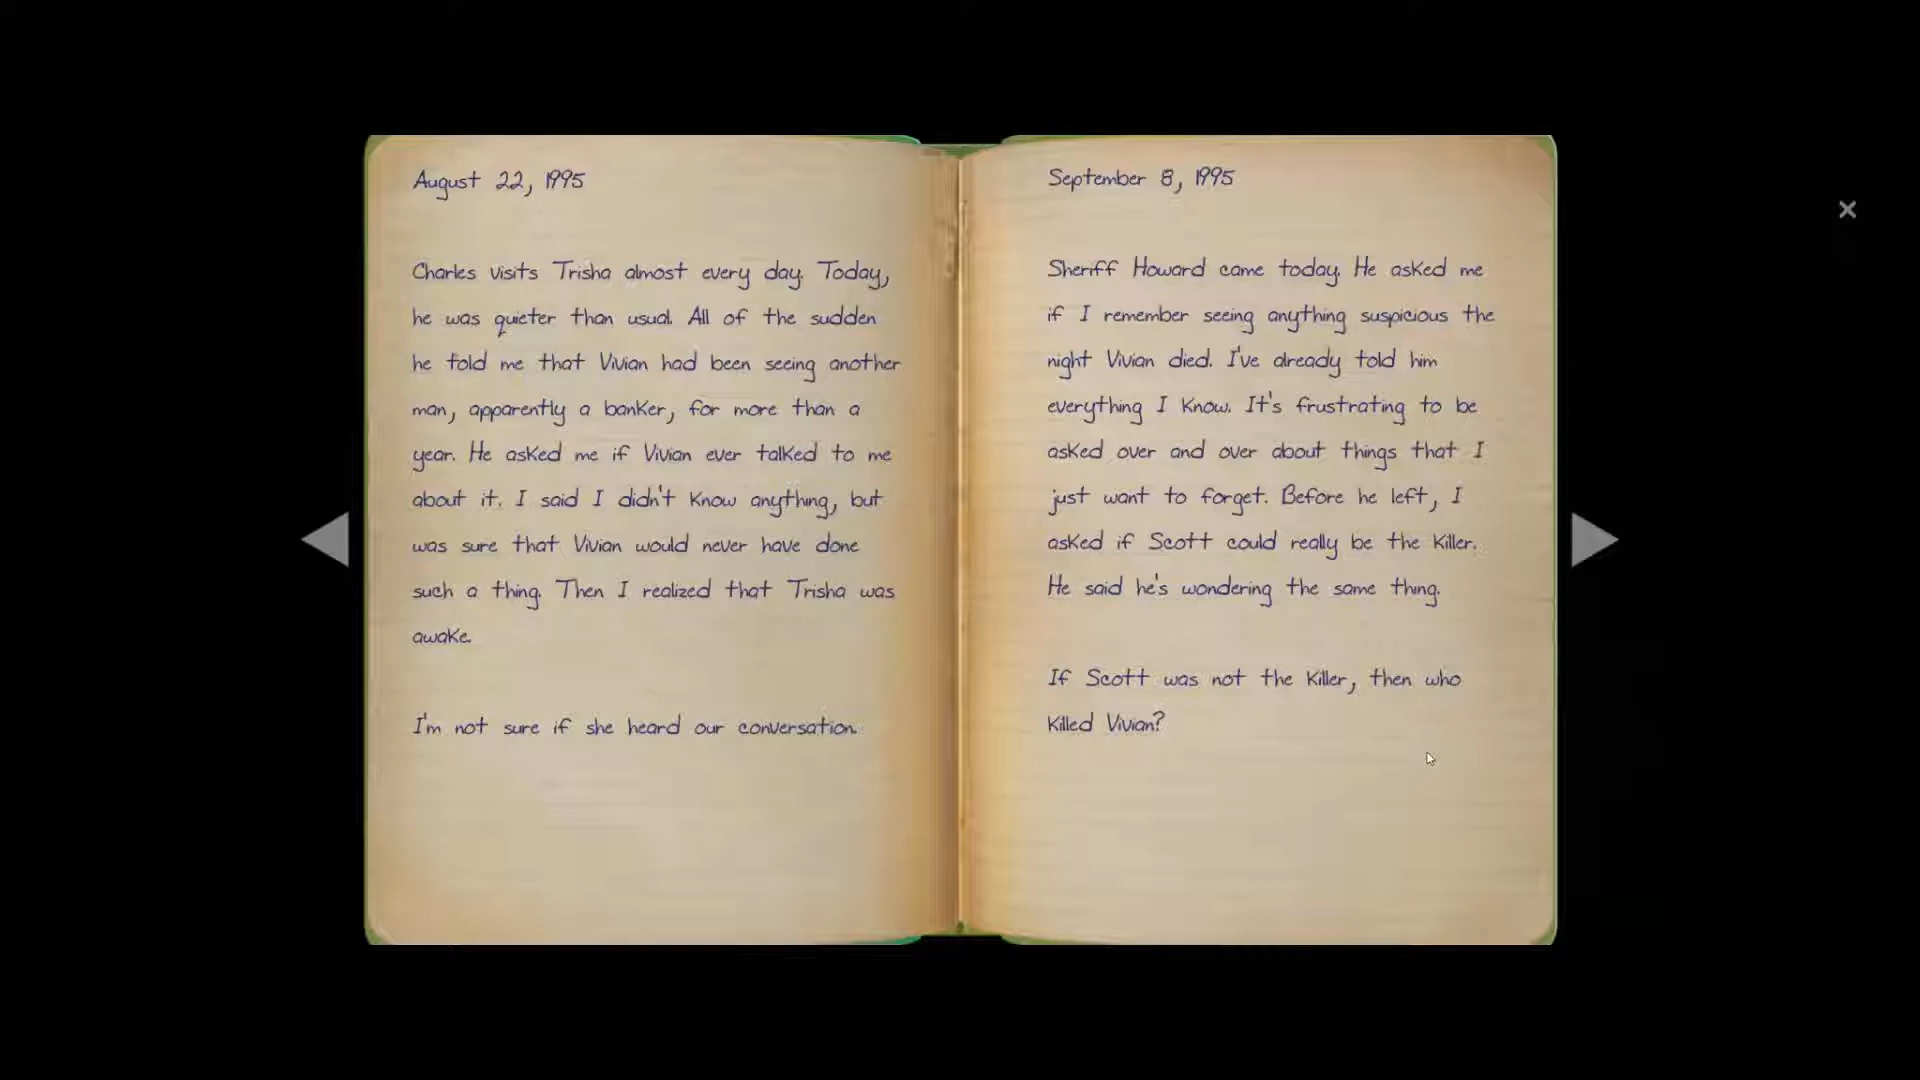 August 22, 1995
Charles visits Trisha almost every day. Today,
he was quieter than usual. All of the sudden
he told me that Vivian had been seeing another
man, apparently a banker, for more than a
year. He asked me if Vivian ever talked to me
about it. I said I didn't know anything, but
was sure that Vivian would never have done
such a thing. Then I realized that Trisha was
awake.
I'm not sure if she heard our conversation.
September 8, 1995
Sheriff Howard came today. He asked me
if I remember seeing anything suspicious the
night Vivian died. I've already told him
everything I know. It's frustrating to be
asked over and over about things that I
just want to forget. Before he left, I
asked if Scott could really be the killer.
He said he's wondering the same thing.
If Scott was not the killer, then who
killed Vivian?